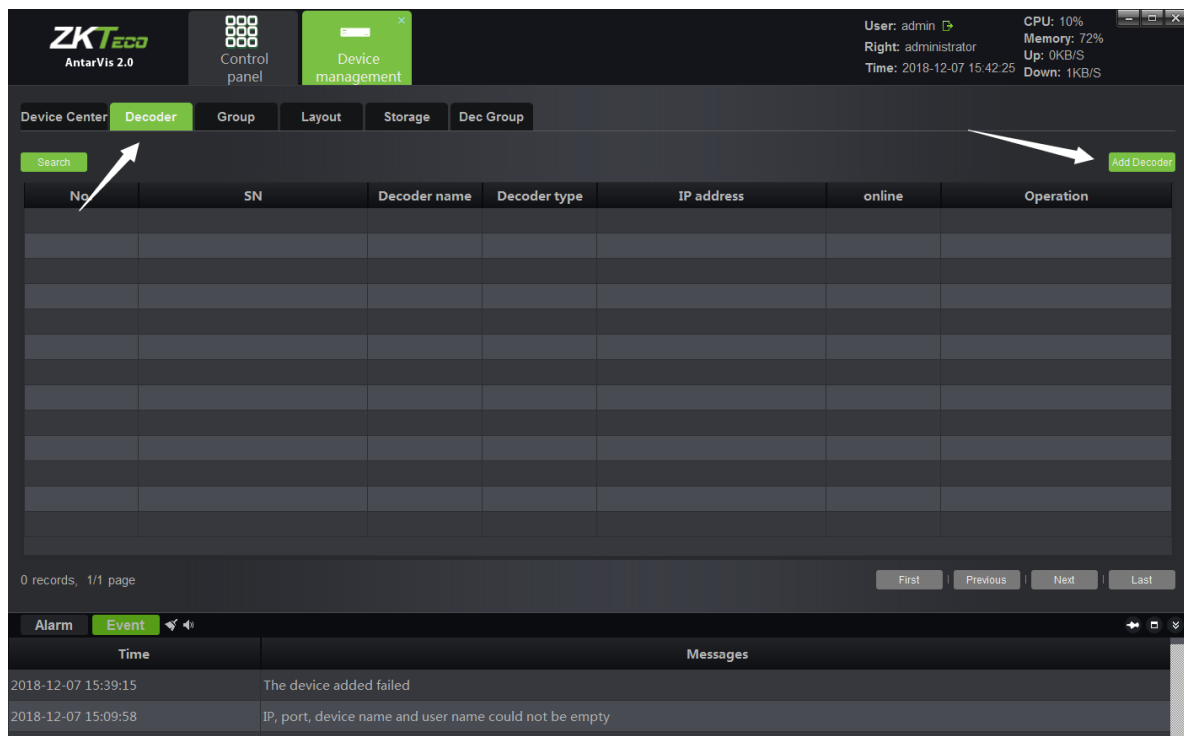 ZKTECO
AntarVis 2.0
Control
panel
Device
management
User: admin
Right: administrator
Time: 2018-12-07 15:42:25
CPU: 10%
Memory: 72%
Up: 0KB/S
Down: 1KB/S
Device Center Decoder Group Layout Storage Dec Group
Search Add Decoder
No. SN Decoder name Decoder type IP address online Operation
0 records, 1/1 page First Previous Next Last
Alarm Event
Time Messages
2018-12-07 15:39:15 The device added failed
2018-12-07 15:09:58 IP, port, device name and user name could not be empty